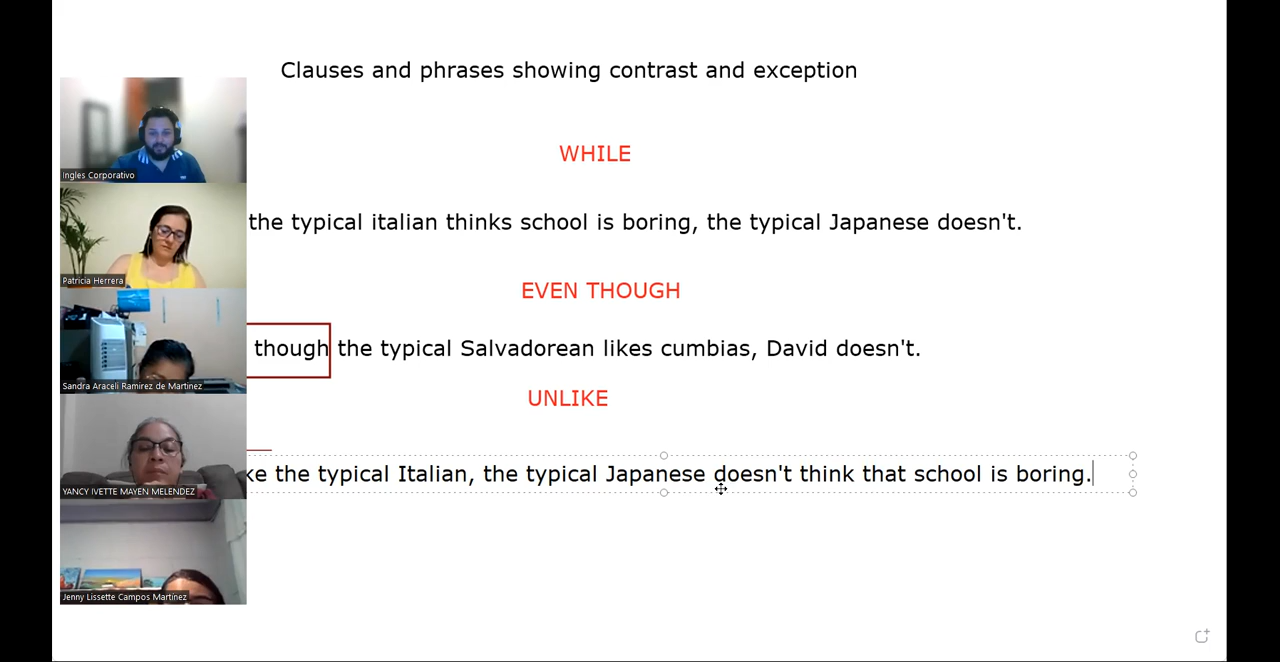 Clauses and phrases showing contrast and exception
WHILE
the typical italian thinks school is boring, the typical Japanese doesn't.
EVEN THOUGH
though the typical Salvadorean likes cumbias, David doesn't.
UNLIKE
ke the typical Italian, the typical Japanese doesn't think that school is boring.
Ingles Corporativo
Patricia Herrera
Sandra Araceli Ramirez de Martinez
YANCY IVETTE MAYEN MELENDEZ
Jenny Lissette Campos Martinez